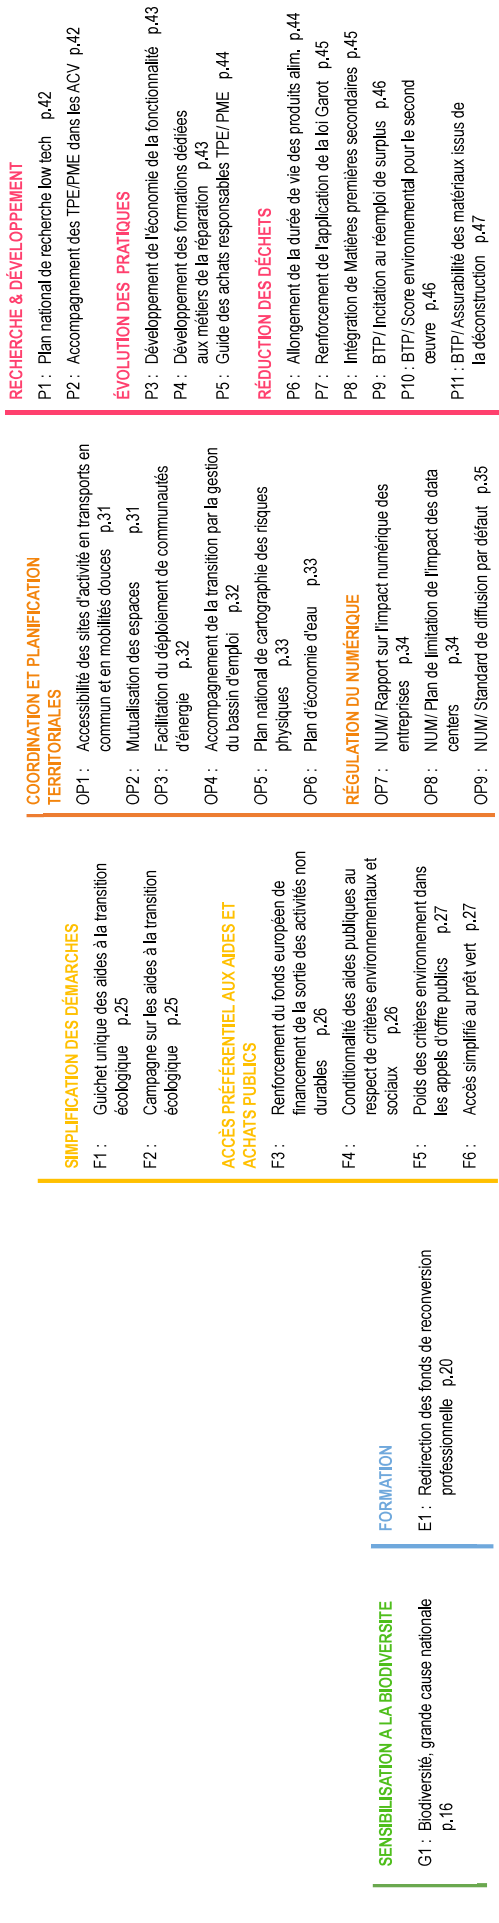 SENSIBILISATION A LA BIODIVERSITE
G1 : Biodiversité, grande cause nationale
p.16
FORMATION
E1 : Redirection des fonds de reconversion
professionnelle p.20
SIMPLIFICATION DES DÉMARCHES
F1 : Guichet unique des aides à la transition
écologique p.25
F2 : Campagne sur les aides à la transition
écologique p.25
ACCÈS PRÉFÉRENTIEL AUX AIDES ET
ACHATS PUBLICS
F3 : Renforcement du fonds européen de
financement de la sortie des activités non
durables p.26
F4 : Conditionnalité des aides publiques au
respect de critères environnementaux et
sociaux p.26
F5 : Poids des critères environnement dans
les appels d'offre publics p.27
F6 : Accès simplifié au prêt vert p.27
COORDINATION ET PLANIFICATION
TERRITORIALES
OP1 : Accessibilité des sites d'activité en transports en
commun et en mobilités douces p.31
OP2 : Mutualisation des espaces p.31
OP3 : Facilitation du déploiement de communautés
d'énergie p.32
OP4 : Accompagnement de la transition par la gestion
du bassin d'emploi p.32
OP5 : Plan national de cartographie des risques
physiques p.33
OP6 : Plan d'économie d'eau p.33
RÉGULATION DU NUMÉRIQUE
OP7 : NUM/ Rapport sur l'impact numérique des
entreprises p.34
OP8 : NUM/ Plan de limitation de l'impact des data
centers p.34
OP9 : NUM/ Standard de diffusion par défaut p.35
RECHERCHE & DÉVELOPPEMENT
P1 : Plan national de recherche low tech p.42
P2 : Accompagnement des TPE/PME dans les ACV p.42
ÉVOLUTION DES PRATIQUES
P3 : Développement de l'économie de la fonctionnalité p.43
P4 : Développement des formations dédiées
aux métiers de la réparation p.43
P5 : Guide des achats responsables TPE/ PME p.44
RÉDUCTION DES DÉCHETS
P6 : Allongement de la durée de vie des produits alim. p.44
P7 : Renforcement de l'application de la loi Garot p.45
P8 : Intégration de Matières premières secondaires p.45
P9 : BTP/ Incitation au réemploi de surplus p.46
P10 : BTP/ Score environnemental pour le second
œuvre p.46
P11 : BTP/ Assurabilité des matériaux issus de
la déconstruction p.47